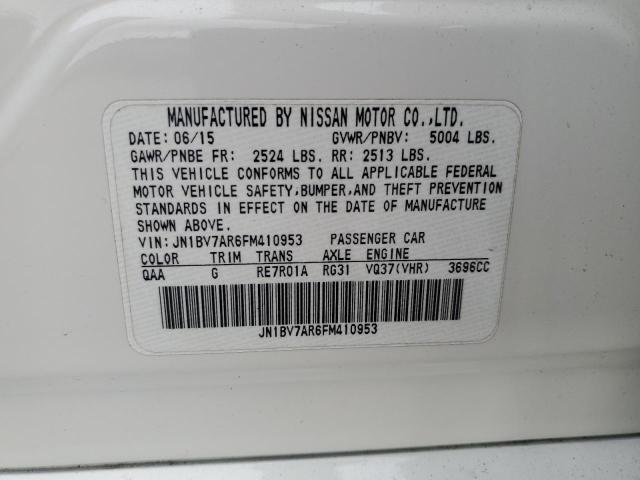 MANUFACTURED BY NISSAN MOTOR CO.,LTD.
DATE: 06/15 GVWR/PNBV: 5004 LBS.
GAWR/PNBE FR: 2524 LBS. RR: 2513 LBS.
THIS VEHICLE CONFORMS TO ALL APPLICABLE FEDERAL
MOTOR VEHICLE SAFETY,BUMPER,AND THEFT PREVENTION
STANDARDS IN EFFECT ON THE DATE OF MANUFACTURE
SHOWN ABOVE.
VIN:JN1BV7AR6FM410953 PASSENGER CAR
COLOR TRIM TRANS AXLE ENGINE
QAA G RE7R01A RG31 VQ37(VHR) 3696CC
JN1BV7AR6FM410953